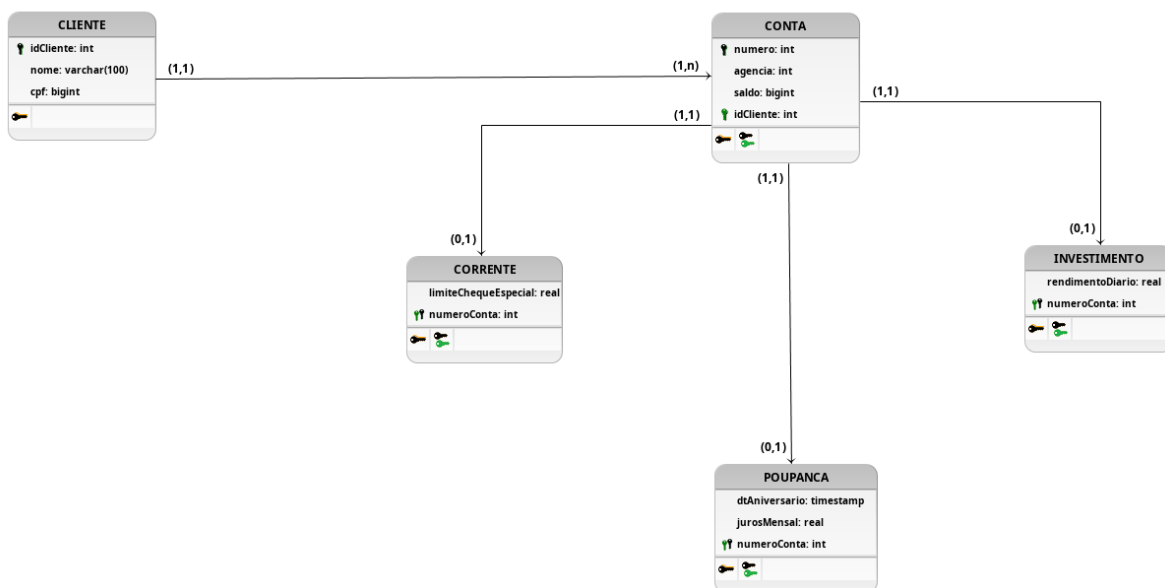 CLIENTE
idCliente: int
nome: varchar(100)
cpf: bigint
(1,1)
(1,n)
CONTA
numero: int
agencia: int
saldo: bigint
idCliente: int
(1,1)
(1,1)
(1,1)
(0,1)
CORRENTE
limiteChequeEspecial: real
numeroConta: int
(0,1)
INVESTIMENTO
rendimentoDiario: real
numeroConta: int
(0,1)
POUPANCA
dtAniversario: timestamp
jurosMensal: real
numeroConta: int